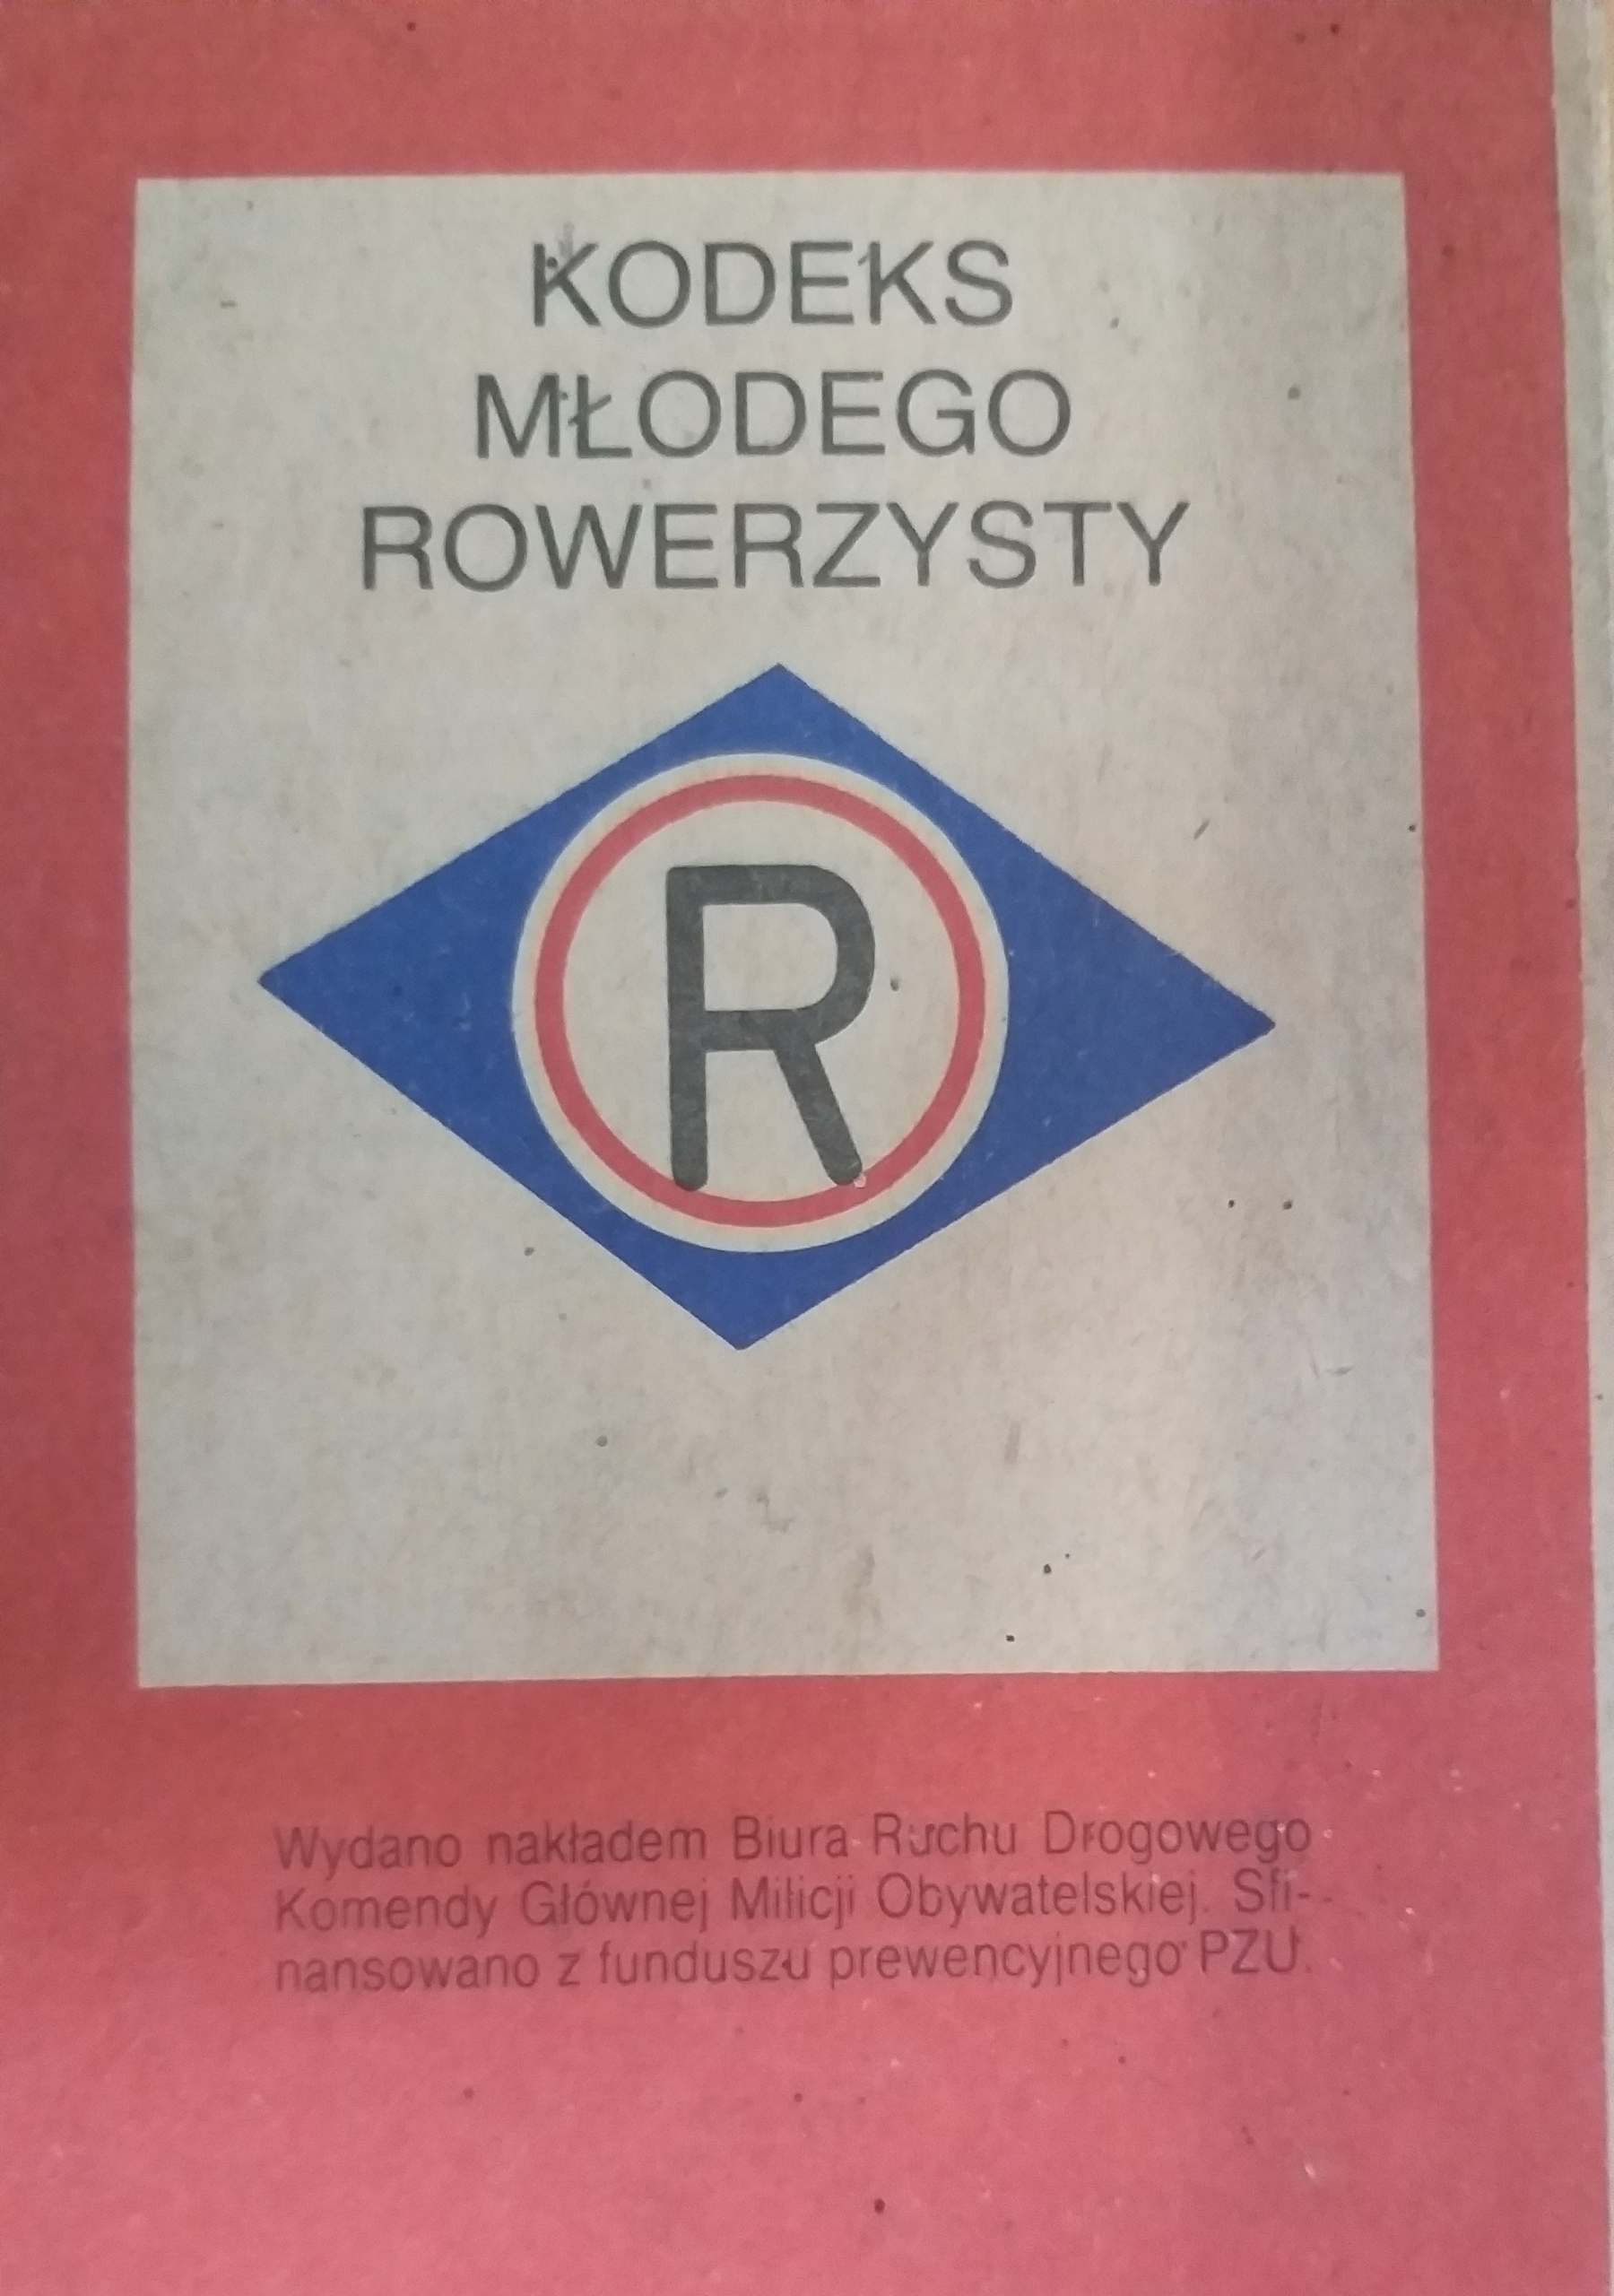 KODEKS
MŁODEGO
ROWERZYSTY
R
Wydano nakładem Biura Ruchu Drogowego
Komendy Głównej Milicji Obywatelskiej. Sfi-
nansowano z funduszu prewencyjnego PZU.